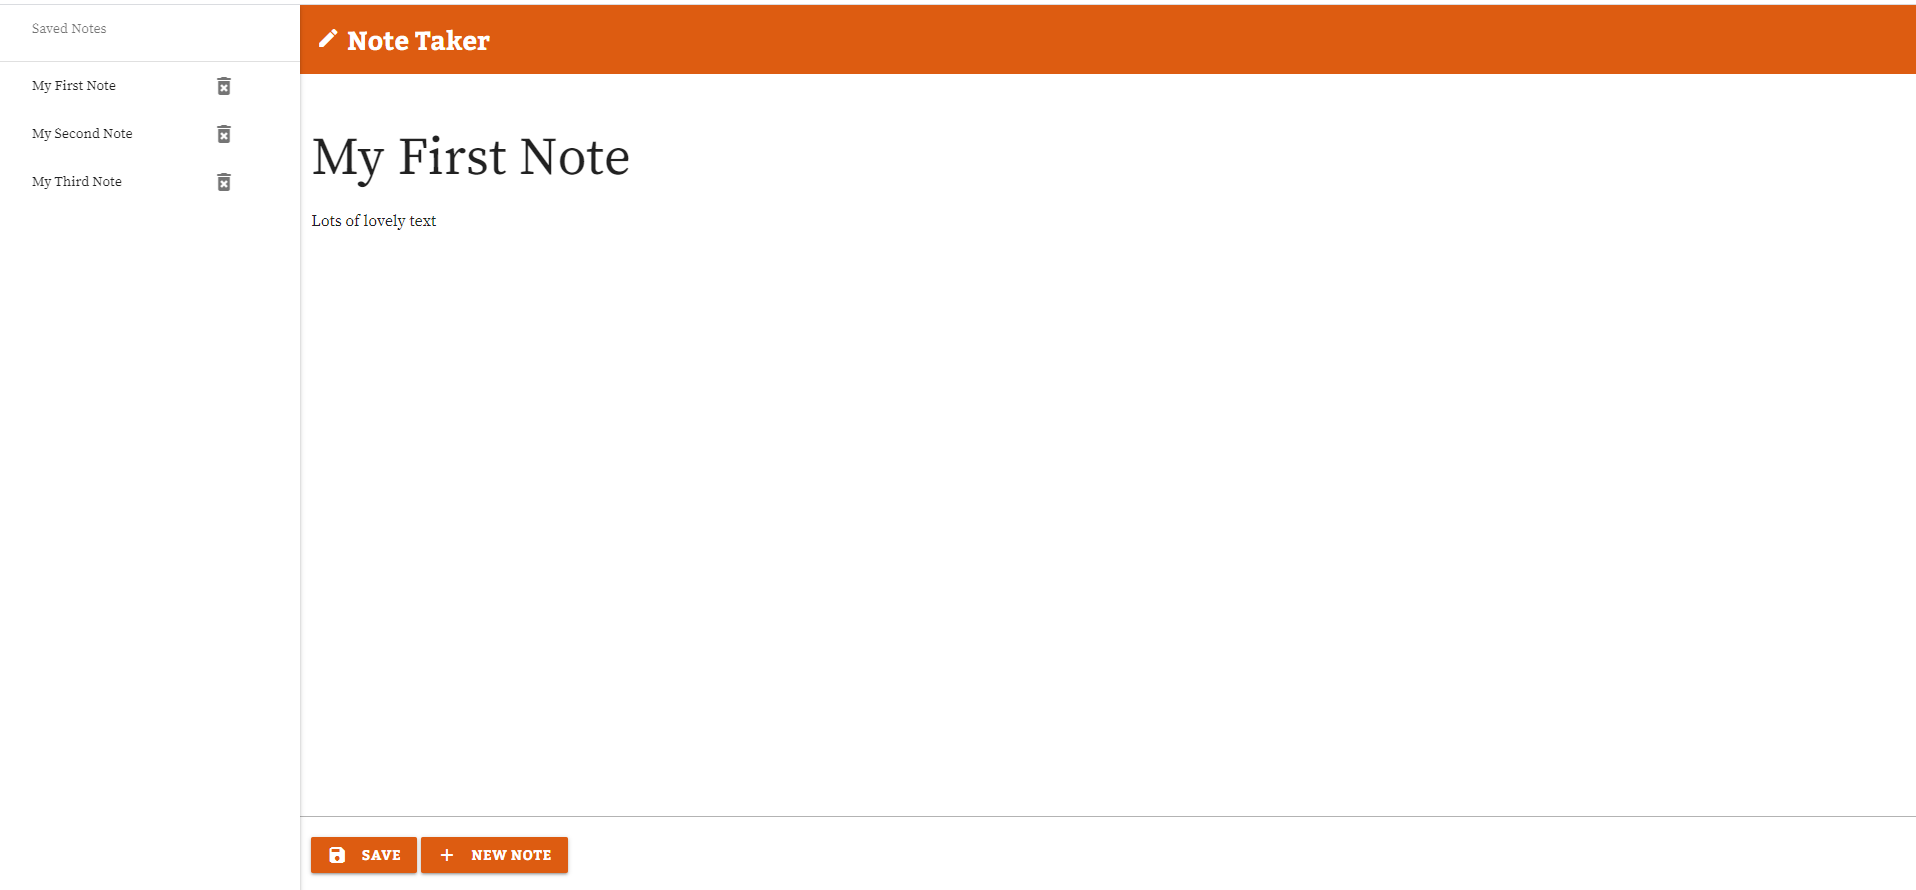 Saved Notes
My First Note
My Second Note
My Third Note
Note Taker
My First Note
Lots of lovely text
SAVE
NEW NOTE